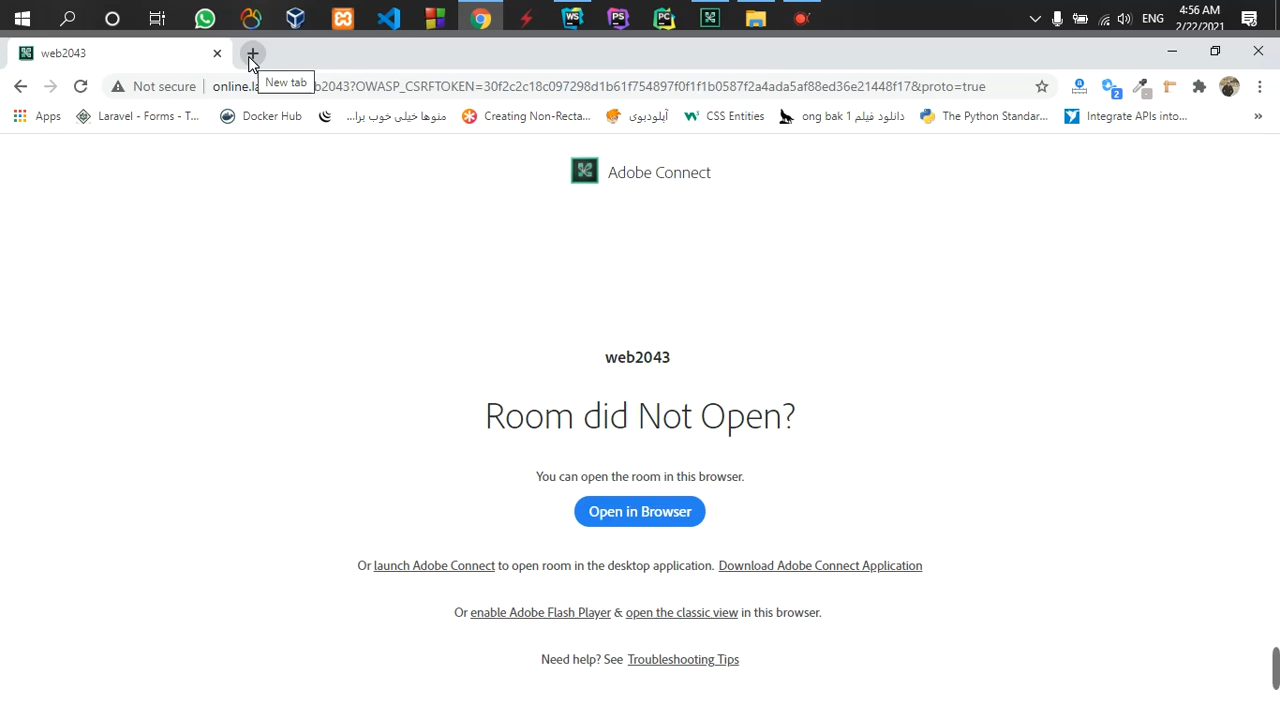 ENG
4:56 AM
2/22/2021
web2043
New tab
Not secure
online.la
b2043?OWASP_CSRFTOKEN=30f2c2c18c097298d1b61f754897f0f1f1b0587f2a4ada5af88ed36e21448f17&proto=true
Apps
Laravel - Forms - T...
Docker Hub
منوها خیلی خوب یرا...
Creating Non-Recta...
آپلودبوی
CSS Entities
دانلود فیلم ong bak 1
The Python Standar...
Integrate APIs into...
»
Adobe Connect
web2043
Room did Not Open?
You can open the room in this browser.
Open in Browser
Or launch Adobe Connect to open room in the desktop application. Download Adobe Connect Application
Or enable Adobe Flash Player & open the classic view in this browser.
Need help? See Troubleshooting Tips